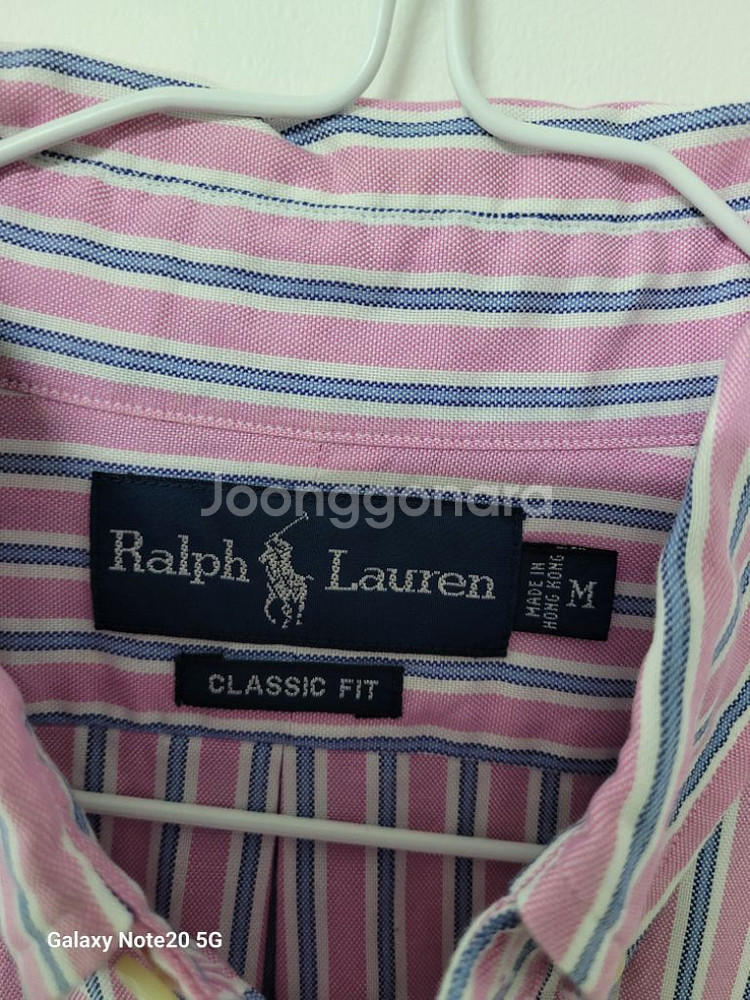 Joonggonara
Ralph Lauren
MADE IN
HONG KONG
M
CLASSIC FIT
Galaxy Note20 5G